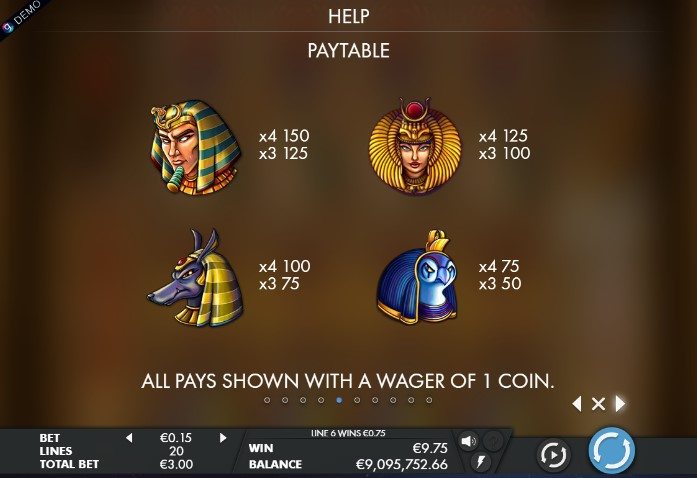 DEMO
HELP
PAYTABLE
x4 150
x3 125
x4 125
x3 100
x4 100
x3 75
x4 75
x3 50
ALL PAYS SHOWN WITH A WAGER OF 1 COIN.
LINE 6 WINS €0.75
BET €0.15
LINES 20
TOTAL BET €3.00
WIN €9.75
BALANCE €9,095,752.66